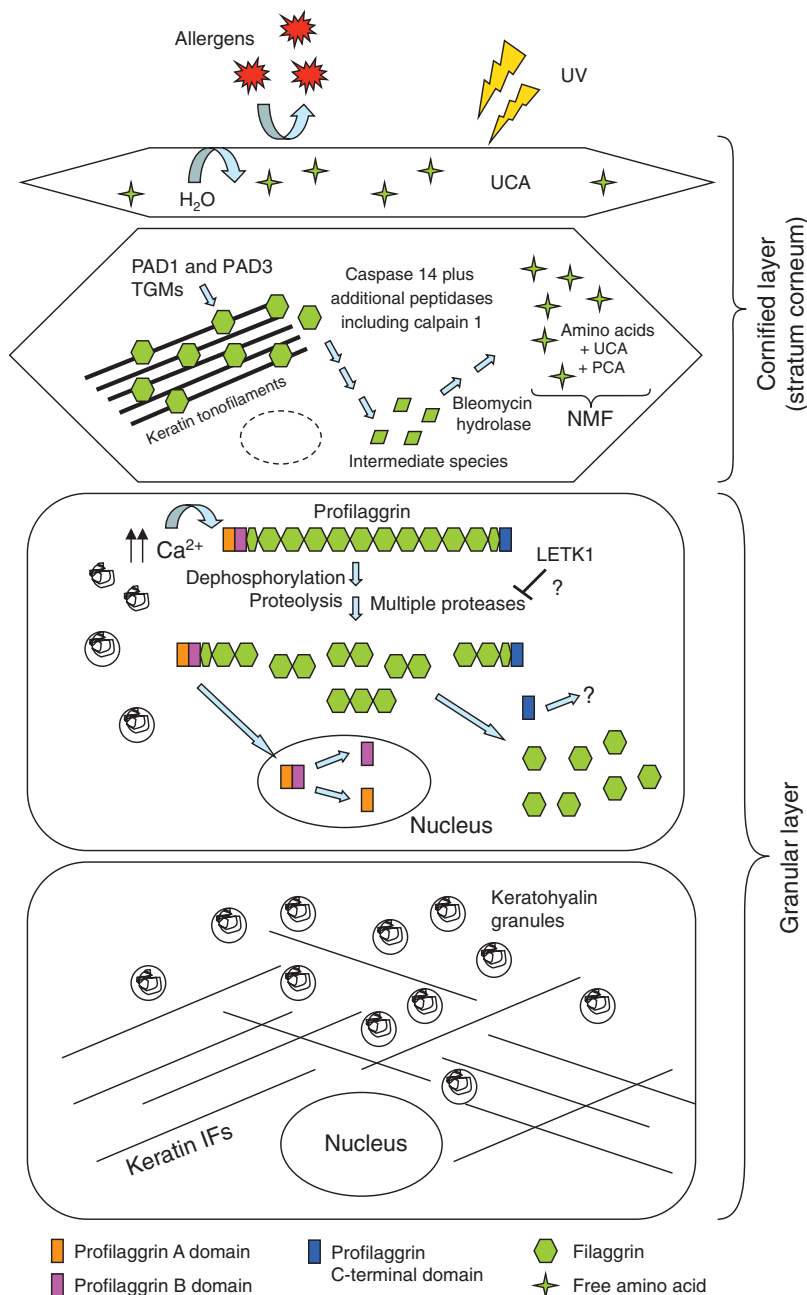 Allergens
UV
H2O
UCA
PAD1 and PAD3
TGMs
Caspase 14 plus
additional peptidases
including calpain 1
Amino acids
+ UCA
+ PCA
NMF
Keratin tonofilaments
Bleomycin
hydrolase
Intermediate species
Cornified layer
(stratum corneum)
Profilaggrin
Ca2+
LETK1
?
Dephosphorylation
Proteolysis
Multiple proteases
?
Nucleus
Granular layer
Keratohyalin
granules
Keratin IFs
Nucleus
Profilaggrin A domain
Profilaggrin B domain
Profilaggrin
C-terminal domain
Filaggrin
Free amino acid